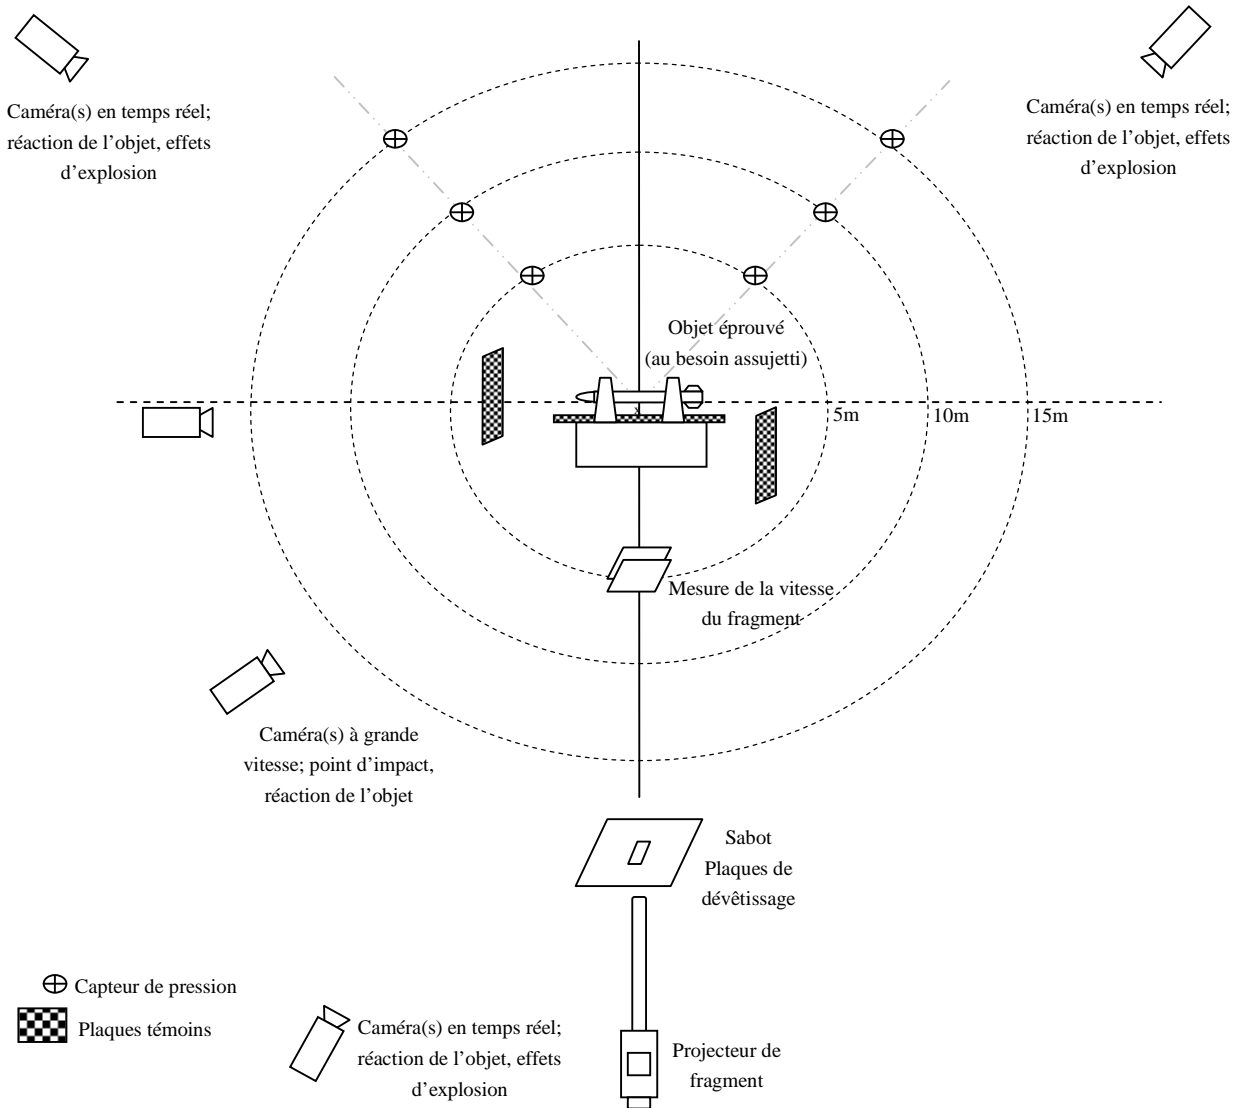 Caméra(s) en temps réel;
réaction de l’objet, effets
d’explosion
Caméra(s) en temps réel;
réaction de l’objet, effets
d’explosion
Objet éprouvé
(au besoin assujetti)
x
5m
10m
15m
Mesure de la vitesse
du fragment
Caméra(s) à grande
vitesse; point d’impact,
réaction de l’objet
Sabot
Plaques de
dévêtissage
Capteur de pression
Plaques témoins
Caméra(s) en temps réel;
réaction de l’objet, effets
d’explosion
Projecteur de
fragment